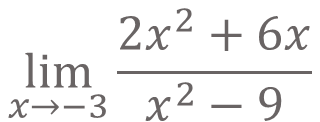 lim x→−3 (2x² + 6x)/(x² − 9)